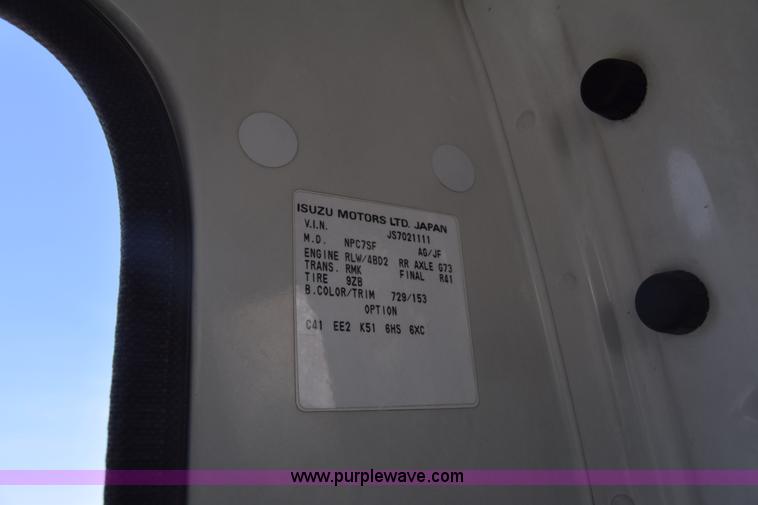 ISUZU MOTORS LTD. JAPAN
V.I.N. JS7021111
M.D. NPC7SF AG/JF
ENGINE RLW/4BD2 RR AXLE G73
TRANS. RMK FINAL R41
TIRE 9ZB
B.COLOR/TRIM 729/153
OPTION
C41 EE2 K51 6HS 6XC
www.purplewave.com